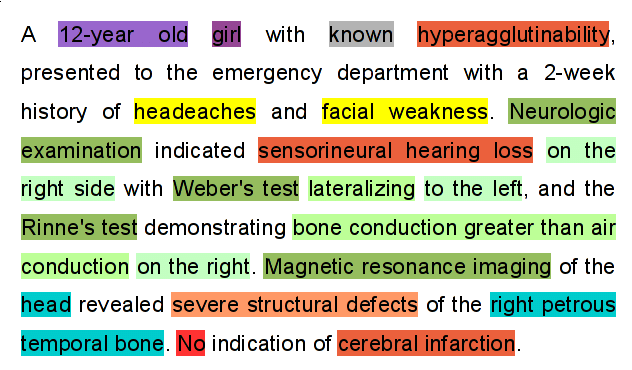 A 12-year old girl with known hyperagglutinability,
presented to the emergency department with a 2-week
history of headeaches and facial weakness. Neurologic
examination indicated sensorineural hearing loss on the
right side with Weber's test lateralizing to the left, and the
Rinne's test demonstrating bone conduction greater than air
conduction on the right. Magnetic resonance imaging of the
head revealed severe structural defects of the right petrous
temporal bone. No indication of cerebral infarction.